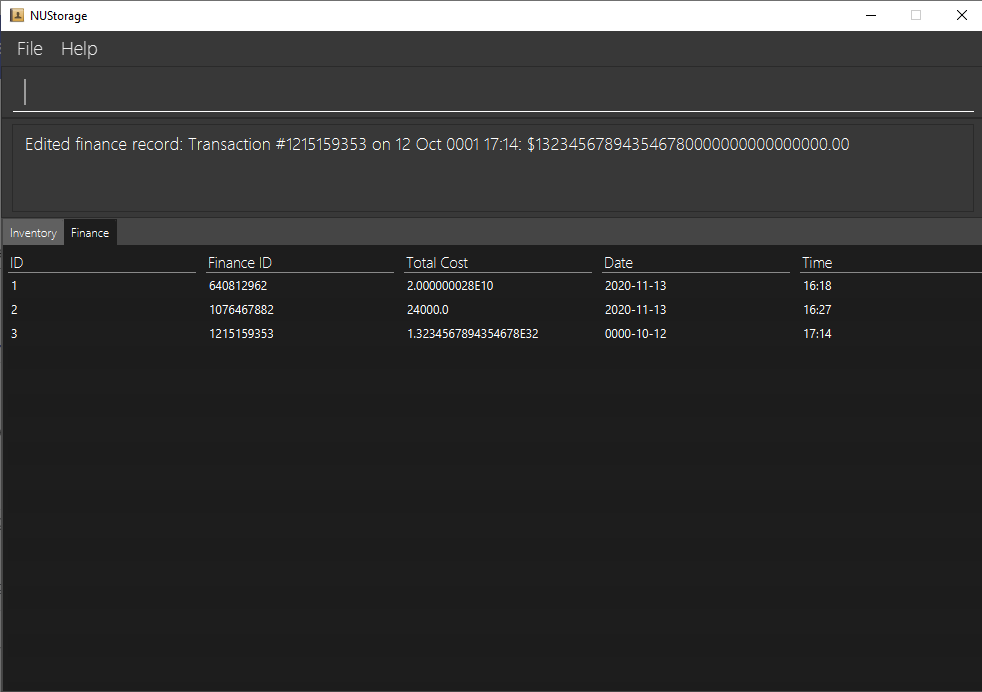 NUStorage
File Help
Edited finance record: Transaction #1215159353 on 12 Oct 0001 17:14: $132345678943546780000000000000000.00
Inventory Finance
ID Finance ID Total Cost Date Time
1 640812962 2.000000028E10 2020-11-13 16:18
2 1076467882 24000.0 2020-11-13 16:27
3 1215159353 1.3234567894354678E32 0000-10-12 17:14